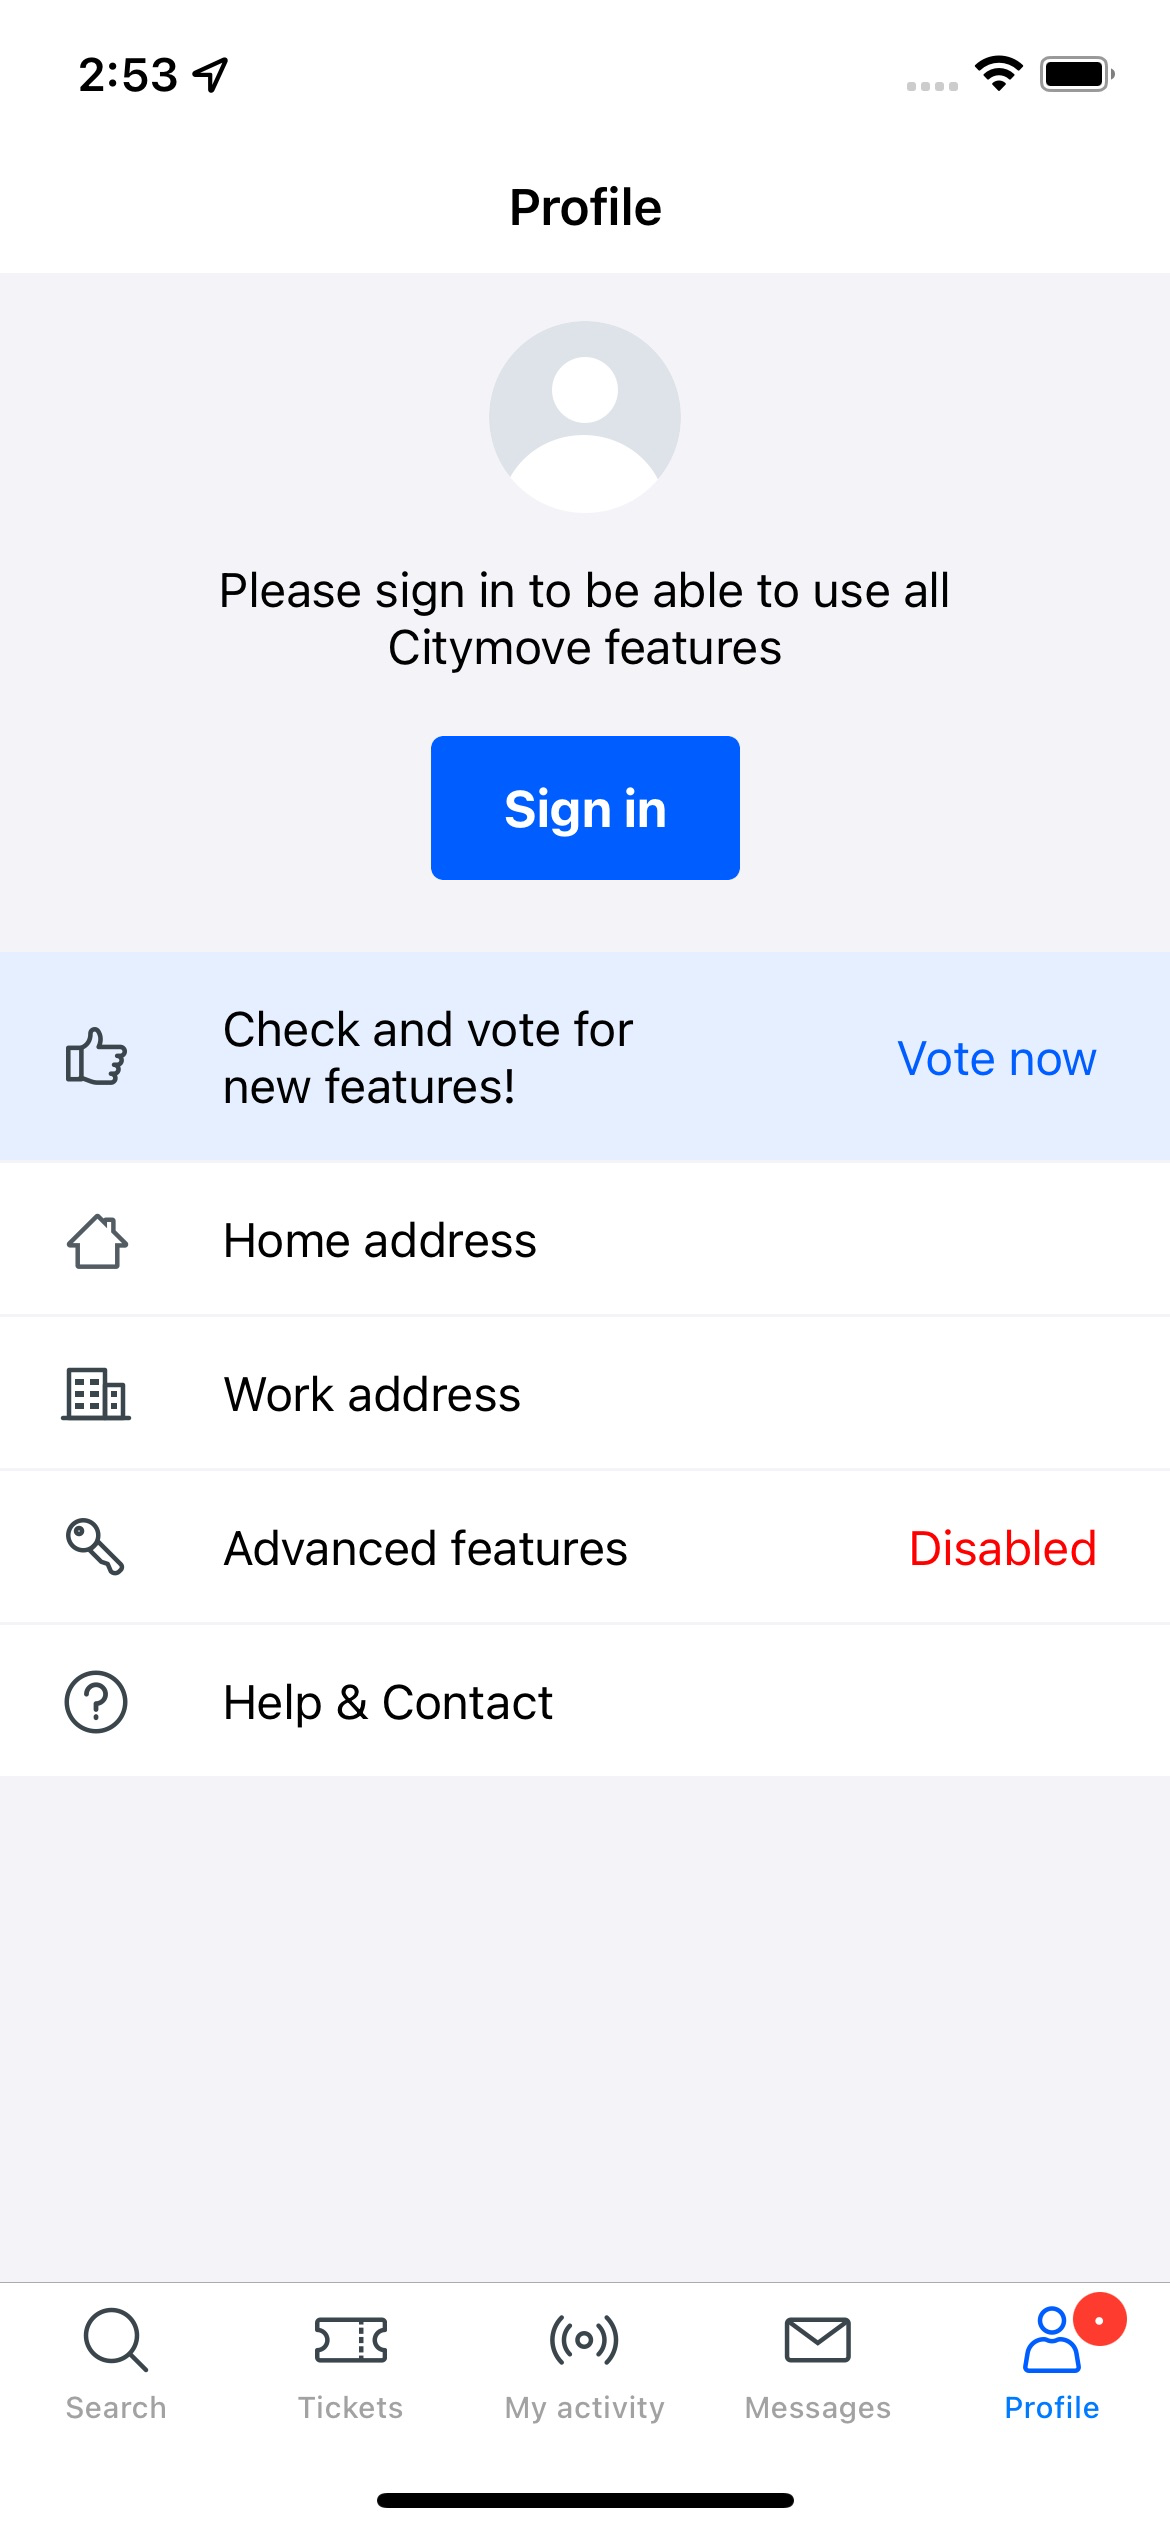 2:53
Profile
Please sign in to be able to use all
Citymove features
Sign in
Check and vote for
new features!
Vote now
Home address
Work address
Advanced features
Disabled
Help & Contact
Search
Tickets
My activity
Messages
Profile